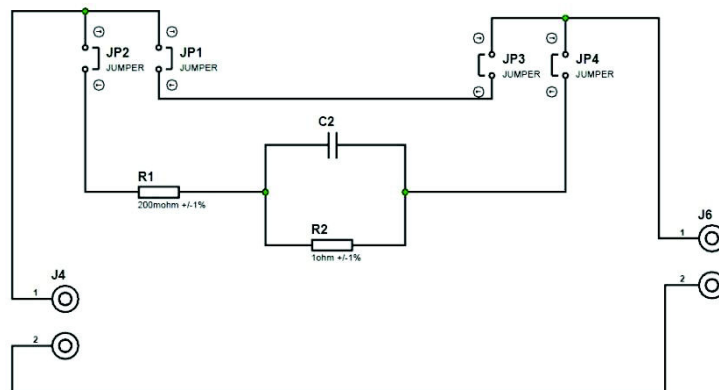 JP2
JUMPER
JP1
JUMPER
JP3
JUMPER
JP4
JUMPER
C2
R1
200mohm +/-1%
R2
1ohm +/-1%
J4
1
2
J6
1
2